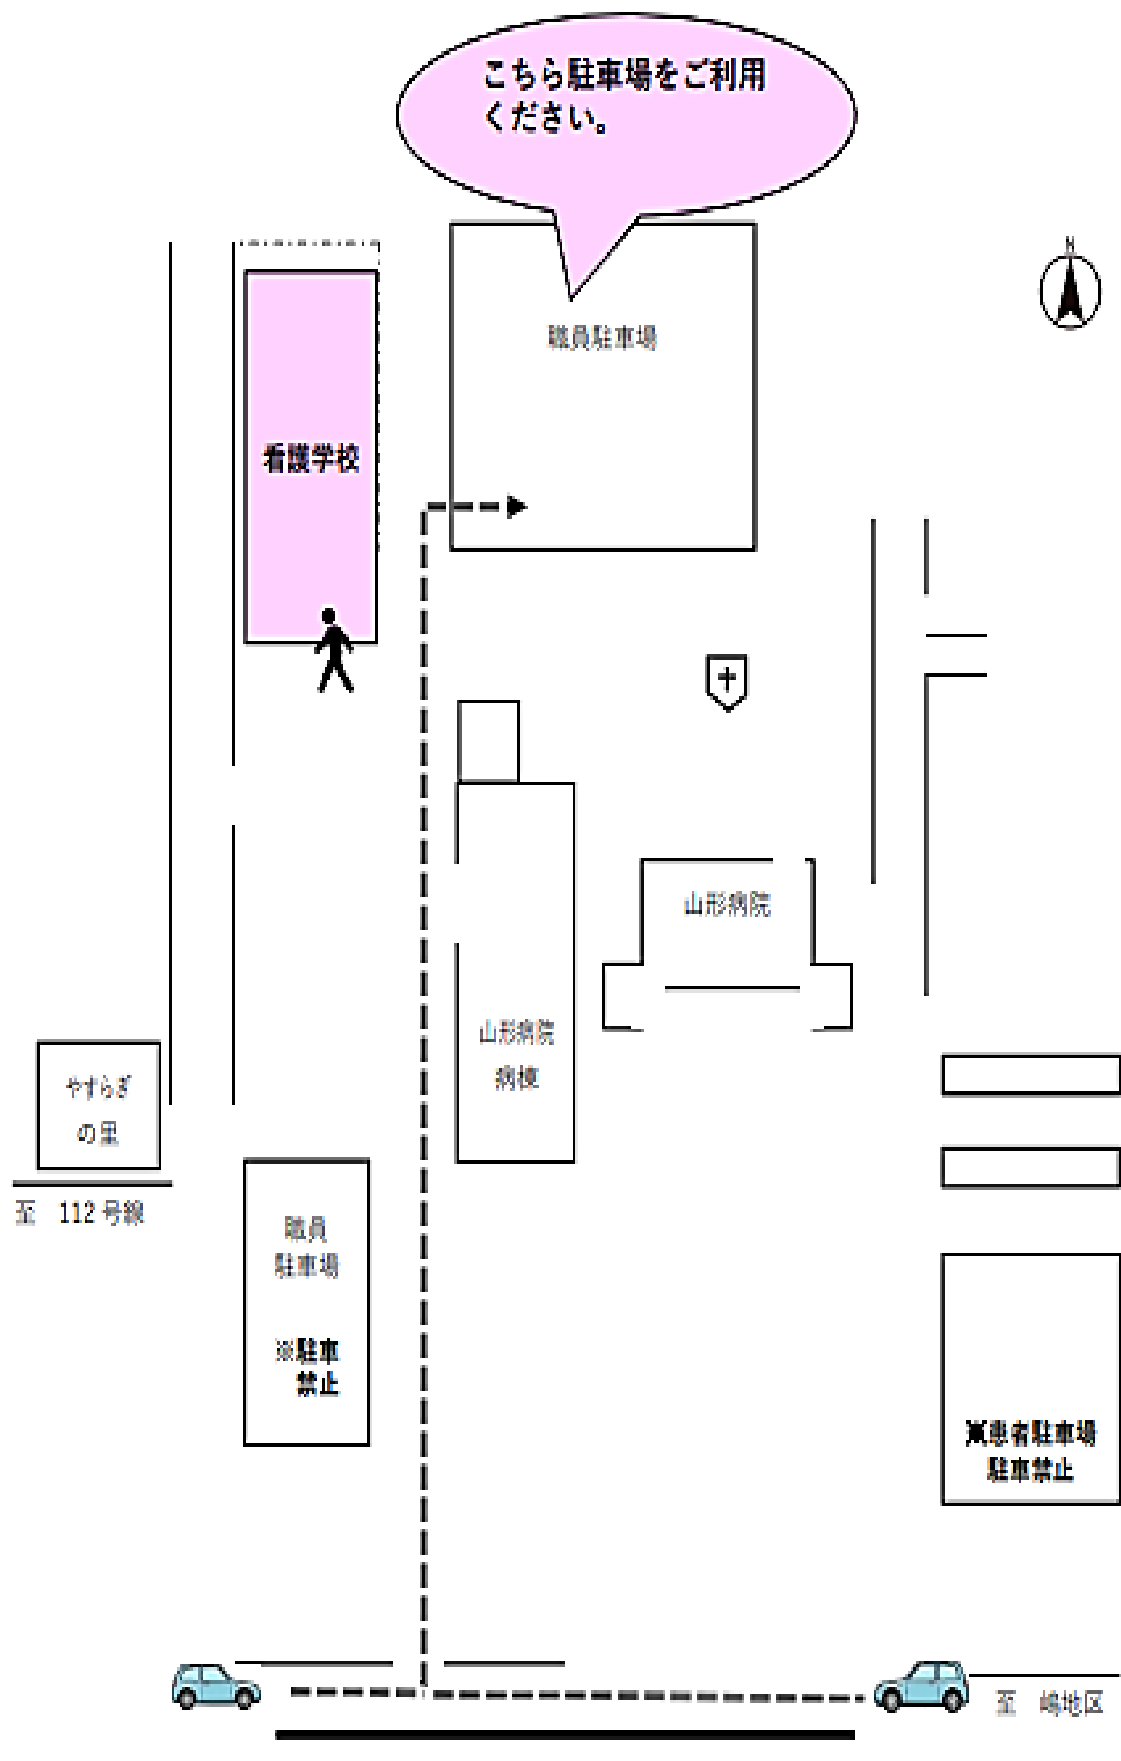 こちら駐車場をご利用
ください。
N
職員駐車場
看護学校
山形病院
山形病院
病棟
やすらぎ
の里
至　112号線
職員
駐車場
※駐車
禁止
※患者駐車場
駐車禁止
至　嶋地区